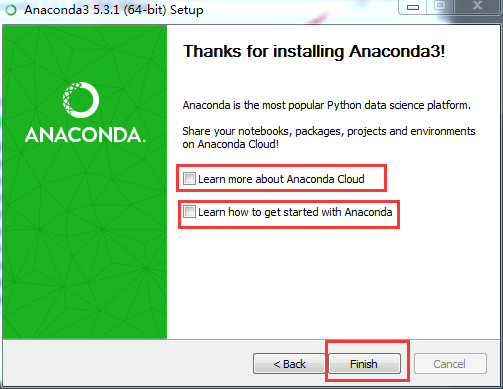 Anaconda3 5.3.1 (64-bit) Setup
Thanks for installing Anaconda3!
ANACONDA.
Anaconda is the most popular Python data science platform.
Share your notebooks, packages, projects and environments
on Anaconda Cloud!
Learn more about Anaconda Cloud
Learn how to get started with Anaconda
< Back
Finish
Cancel